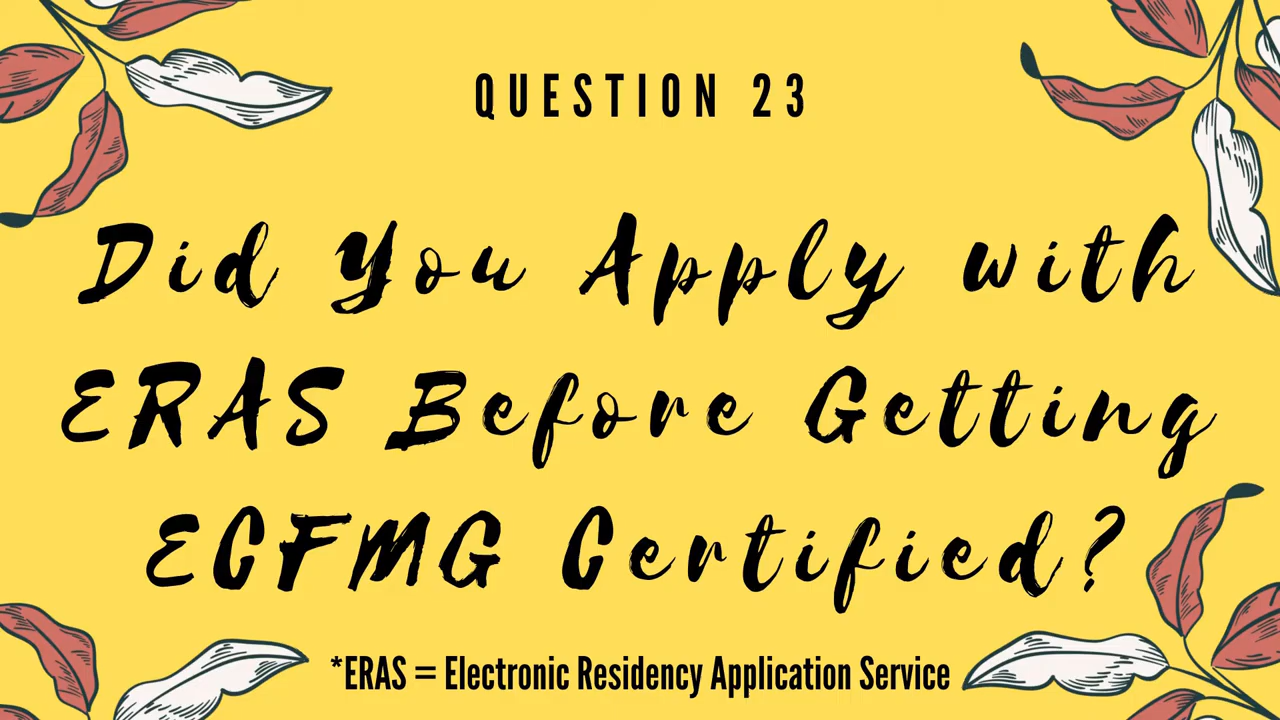 QUESTION 23
Did You Apply with
ERAS Before Getting
ECFMG Certified?
*ERAS = Electronic Residency Application Service